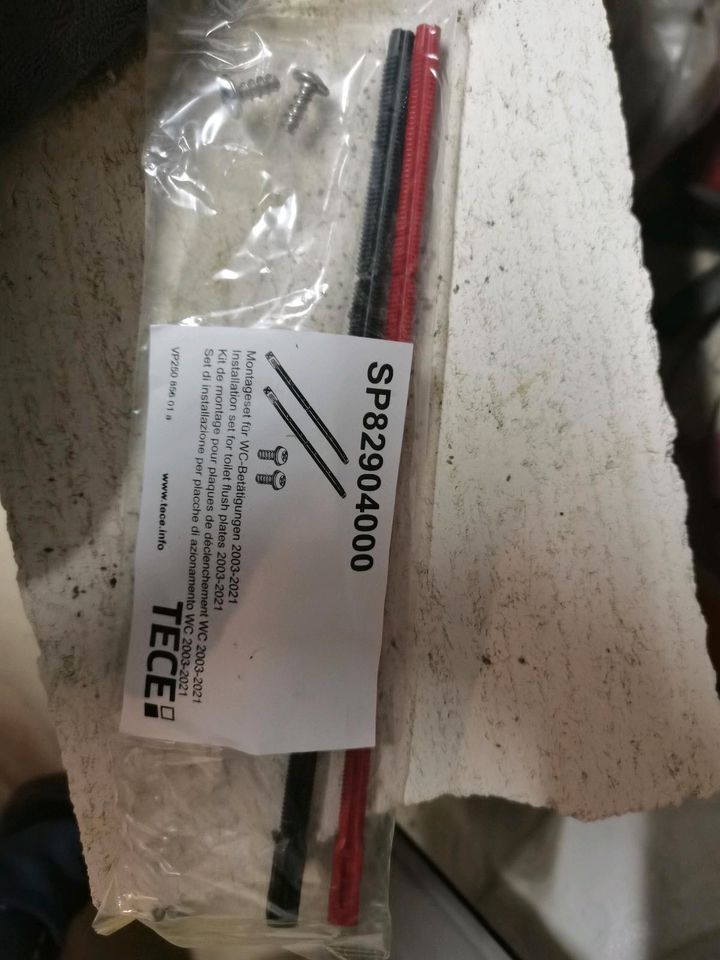 SP82904000
Montageset für WC-Betätigungen 2003-2021
Installation set for toilet flush plates 2003-2021
Kit de montage pour plaques de déclenchement WC 2003-2021
Set di installazione per placche di azionamento WC 2003-2021
VP250 856 01 a
www.tece.info
TECE